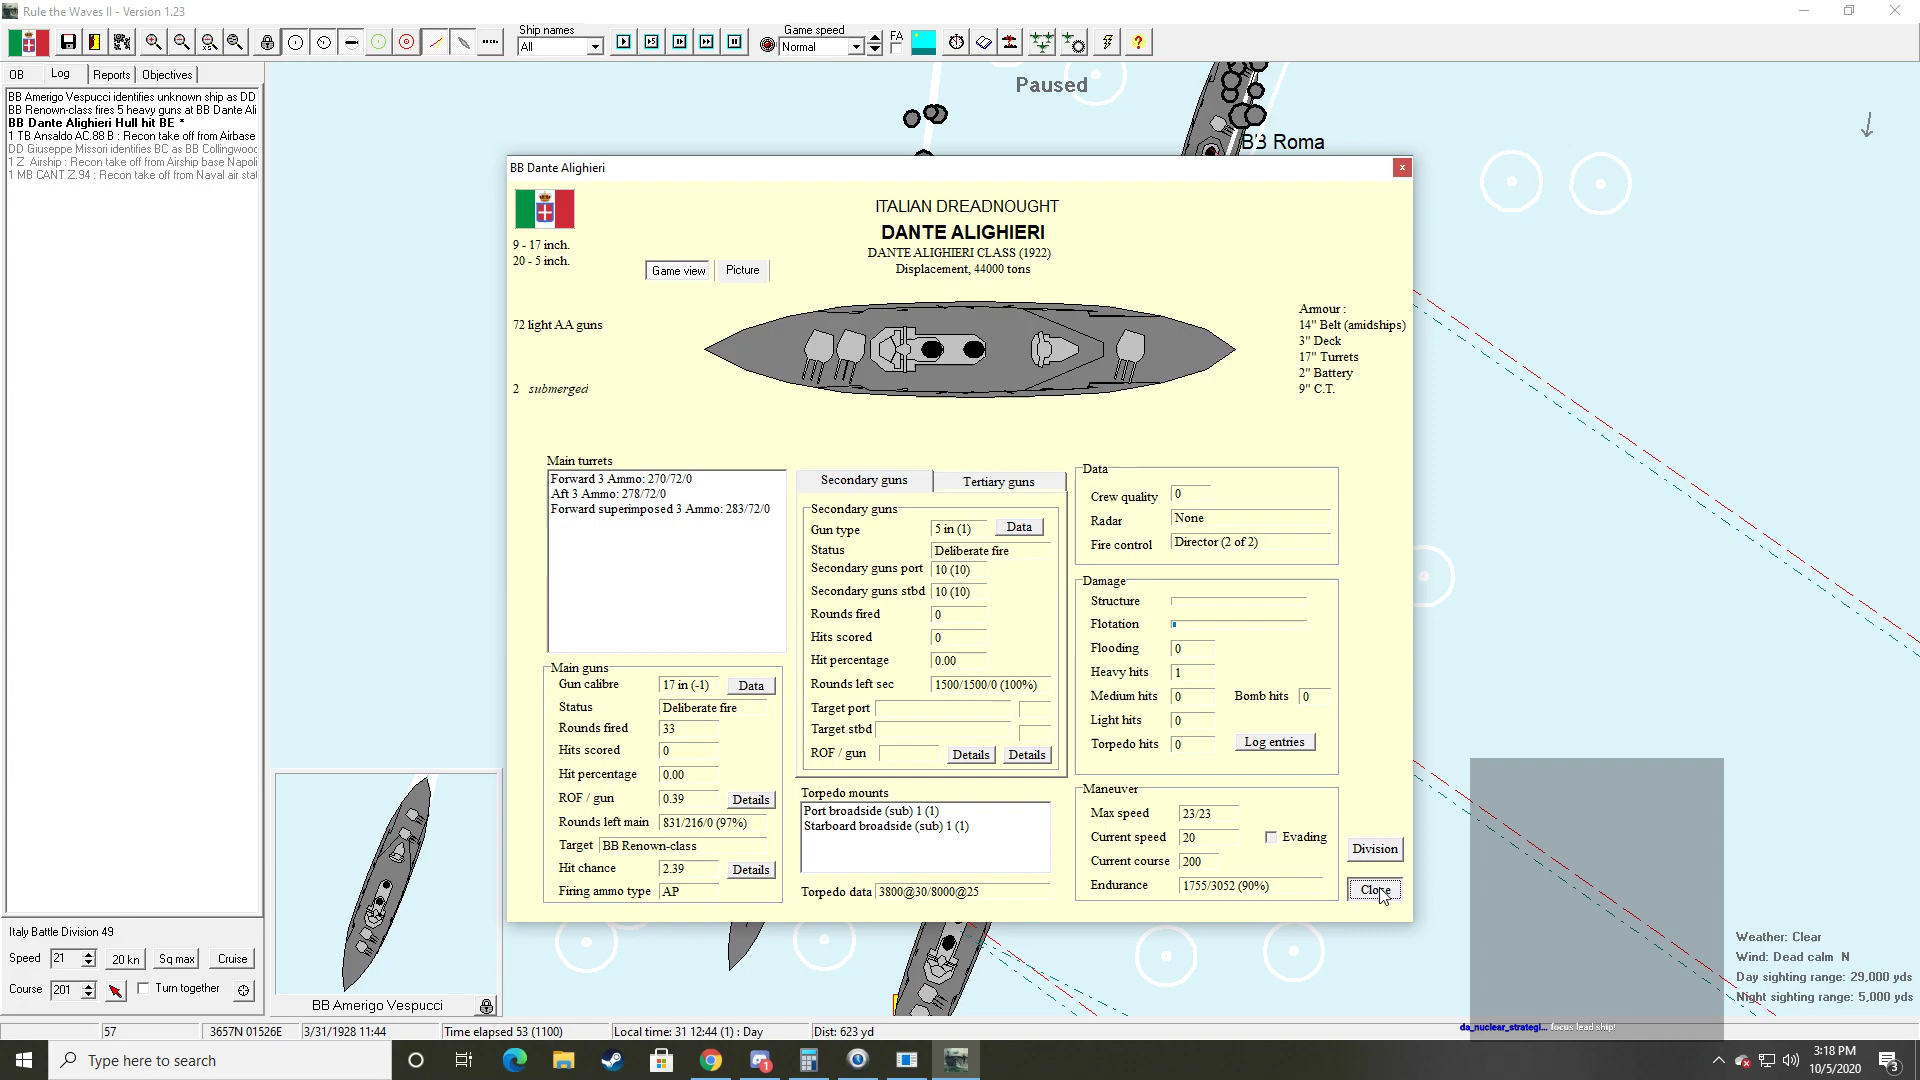 Rule the Waves II - Version 1.23
Ship names
All
Game speed
Normal
FA
OB
Log
Reports
Objectives
BB Amerigo Vespucci identifies unknown ship as DD
BB Renown-class fires 5 heavy guns at BB Dante Ali
BB Dante Alighieri Hull hit BE *
1 TB Ansaldo AC.88 B : Recon take off from Airbase
DD Giuseppe Missori identifies BC as BB Collingwood
1 Z Airship : Recon take off from Airship base Napoli
1 MB CANT Z.94 : Recon take off from Naval air stat
Paused
BB Roma
BB Dante Alighieri
ITALIAN DREADNOUGHT
DANTE ALIGHIERI
DANTE ALIGHIERI CLASS (1922)
Displacement, 44000 tons
9 - 17 inch.
20 - 5 inch.
Game view
Picture
72 light AA guns
2 submerged
Armour :
14" Belt (amidships)
3" Deck
17" Turrets
2" Battery
9" C.T.
Main turrets
Forward 3 Ammo: 270/72/0
Aft 3 Ammo: 278/72/0
Forward superimposed 3 Ammo: 283/72/0
Main guns
Gun calibre 17 in (-1) Data
Status Deliberate fire
Rounds fired 33
Hits scored 0
Hit percentage 0.00
ROF / gun 0.39 Details
Rounds left main 831/216/0 (97%)
Target BB Renown-class
Hit chance 2.39 Details
Firing ammo type AP
Secondary guns
Tertiary guns
Secondary guns
Gun type 5 in (1) Data
Status Deliberate fire
Secondary guns port 10 (10)
Secondary guns stbd 10 (10)
Rounds fired 0
Hits scored 0
Hit percentage 0.00
Rounds left sec 1500/1500/0 (100%)
Target port
Target stbd
ROF / gun Details Details
Torpedo mounts
Port broadside (sub) 1 (1)
Starboard broadside (sub) 1 (1)
Torpedo data 3800@30/8000@25
Data
Crew quality 0
Radar None
Fire control Director (2 of 2)
Damage
Structure
Flotation
Flooding 0
Heavy hits 1
Medium hits 0 Bomb hits 0
Light hits 0
Torpedo hits 0 Log entries
Maneuver
Max speed 23/23
Current speed 20 Evading
Current course 200
Endurance 1755/3052 (90%)
Division
Close
Italy Battle Division 49
Speed 21 20 kn Sq max Cruise
Course 201 Turn together
BB Amerigo Vespucci
Weather: Clear
Wind: Dead calm N
Day sighting range: 29,000 yds
Night sighting range: 5,000 yds
da_nuclear_strategi... focus lead ship!
57
3657N 01526E
3/31/1928 11:44
Time elapsed 53 (1100)
Local time: 31 12:44 (1) : Day
Dist: 623 yd
Type here to search
1
3:18 PM
10/5/2020
3